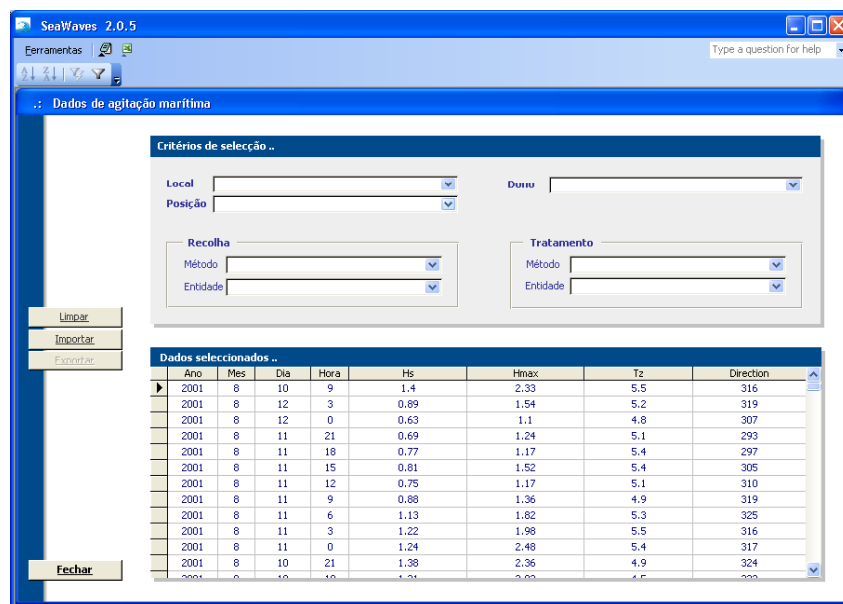 SeaWaves 2.0.5
Ferramentas
Type a question for help
.: Dados de agitação marítima
Critérios de selecção ..
Local
Posição
Recolha
Método
Entidade
Tratamento
Método
Entidade
Limpar
Importar
Exportar
Fechar
Dados seleccionados ..
Ano Mes Dia Hora Hs Hmax Tz Direction
2001 8 10 9 1.4 2.33 5.5 316
2001 8 12 3 0.89 1.54 5.2 319
2001 8 12 0 0.63 1.1 4.8 307
2001 8 11 21 0.69 1.24 5.1 293
2001 8 11 18 0.77 1.17 5.4 297
2001 8 11 15 0.81 1.52 5.4 305
2001 8 11 12 0.75 1.17 5.1 310
2001 8 11 9 0.88 1.36 4.9 319
2001 8 11 6 1.13 1.82 5.3 325
2001 8 11 3 1.22 1.98 5.5 316
2001 8 11 0 1.24 2.48 5.4 317
2001 8 10 21 1.38 2.36 4.9 324